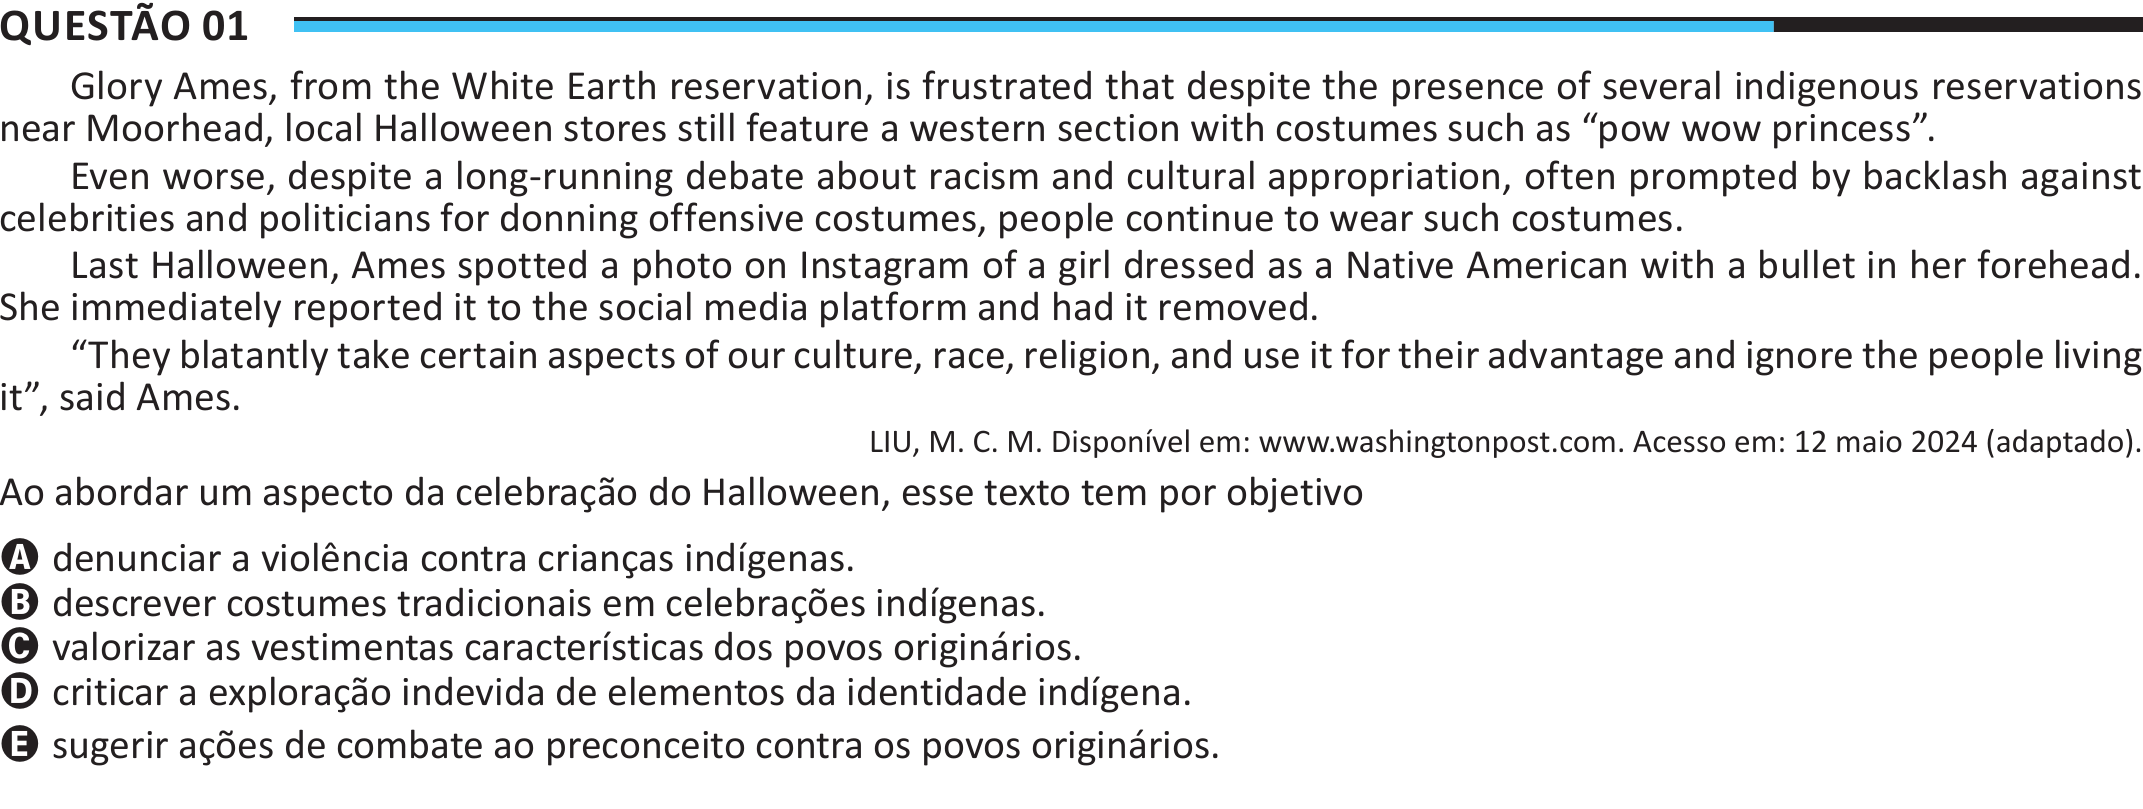 QUESTÃO 01
Glory Ames, from the White Earth reservation, is frustrated that despite the presence of several indigenous reservations
near Moorhead, local Halloween stores still feature a western section with costumes such as “pow wow princess”.
Even worse, despite a long-running debate about racism and cultural appropriation, often prompted by backlash against
celebrities and politicians for donning offensive costumes, people continue to wear such costumes.
Last Halloween, Ames spotted a photo on Instagram of a girl dressed as a Native American with a bullet in her forehead.
She immediately reported it to the social media platform and had it removed.
“They blatantly take certain aspects of our culture, race, religion, and use it for their advantage and ignore the people living
it”, said Ames.
LIU, M. C. M. Disponível em: www.washingtonpost.com. Acesso em: 12 maio 2024 (adaptado).
Ao abordar um aspecto da celebração do Halloween, esse texto tem por objetivo
A denunciar a violência contra crianças indígenas.
B descrever costumes tradicionais em celebrações indígenas.
C valorizar as vestimentas características dos povos originários.
D criticar a exploração indevida de elementos da identidade indígena.
E sugerir ações de combate ao preconceito contra os povos originários.